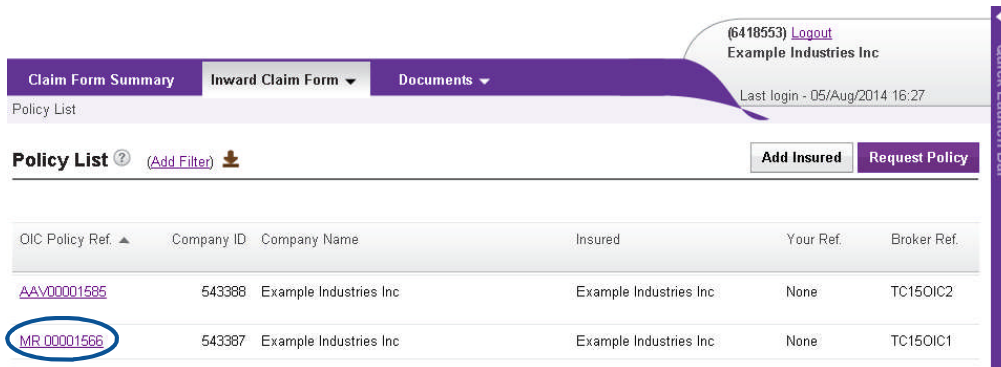 (6418553) Logout
Example Industries Inc
Claim Form Summary Inward Claim Form Documents
Last login - 05/Aug/2014 16:27
Policy List
Policy List (Add Filter) Add Insured Request Policy
OIC Policy Ref. Company ID Company Name Insured Your Ref. Broker Ref.
AAV00001585 543388 Example Industries Inc Example Industries Inc None TC15OIC2
MR 00001566 543387 Example Industries Inc Example Industries Inc None TC15OIC1